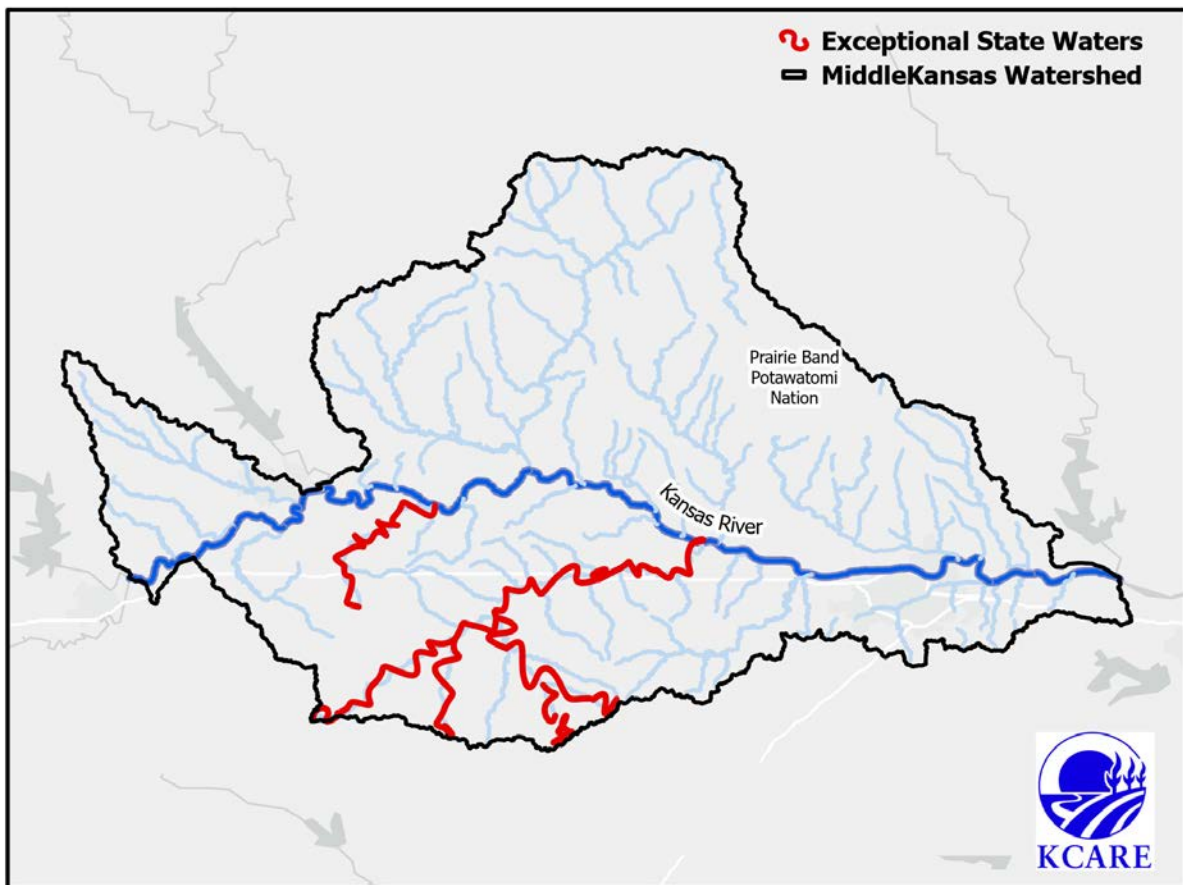 Exceptional State Waters
MiddleKansas Watershed
Prairie Band
Potawatomi
Nation
Kansas River
KCARE